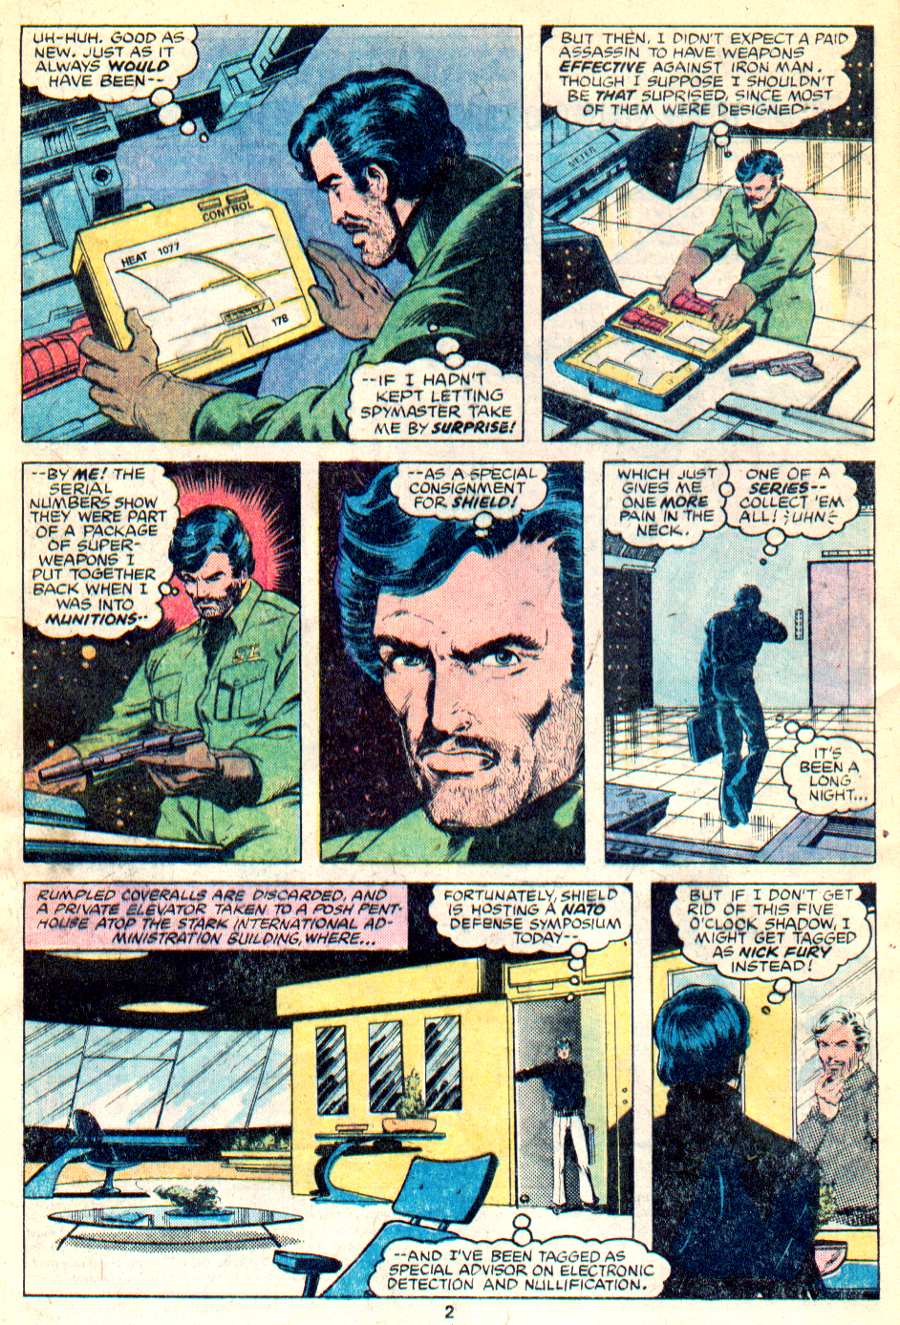 UH-HUH. GOOD AS
NEW. JUST AS IT
ALWAYS WOULD
HAVE BEEN--
CONTROL
HEAT 1077
178
--IF I HADN'T
KEPT LETTING
SPYMASTER TAKE
ME BY SURPRISE!
BUT THEN, I DIDN'T EXPECT A PAID
ASSASSIN TO HAVE WEAPONS
EFFECTIVE AGAINST IRON MAN.
THOUGH I SUPPOSE I SHOULDN'T
BE THAT SUPRISED, SINCE MOST
OF THEM WERE DESIGNED--
--BY ME! THE
SERIAL
NUMBERS SHOW
THEY WERE PART
OF A PACKAGE
OF SUPER-
WEAPONS I
PUT TOGETHER
BACK WHEN I
WAS INTO
MUNITIONS--
S.I.
--AS A SPECIAL
CONSIGNMENT
FOR SHIELD!
WHICH JUST
GIVES ME
ONE MORE
PAIN IN THE
NECK.
ONE OF A
SERIES--
COLLECT 'EM
ALL! UHN
IT'S
BEEN A
LONG
NIGHT...
RUMPLED COVERALLS ARE DISCARDED, AND
A PRIVATE ELEVATOR TAKEN TO A POSH PENT-
HOUSE ATOP THE STARK INTERNATIONAL AD-
MINISTRATION BUILDING, WHERE...
FORTUNATELY, SHIELD
IS HOSTING A NATO
DEFENSE SYMPOSIUM
TODAY--
--AND I'VE BEEN TAGGED AS
SPECIAL ADVISOR ON ELECTRONIC
DETECTION AND NULLIFICATION.
BUT IF I DON'T GET
RID OF THIS FIVE
O'CLOCK SHADOW, I
MIGHT GET TAGGED
AS NICK FURY
INSTEAD!
2